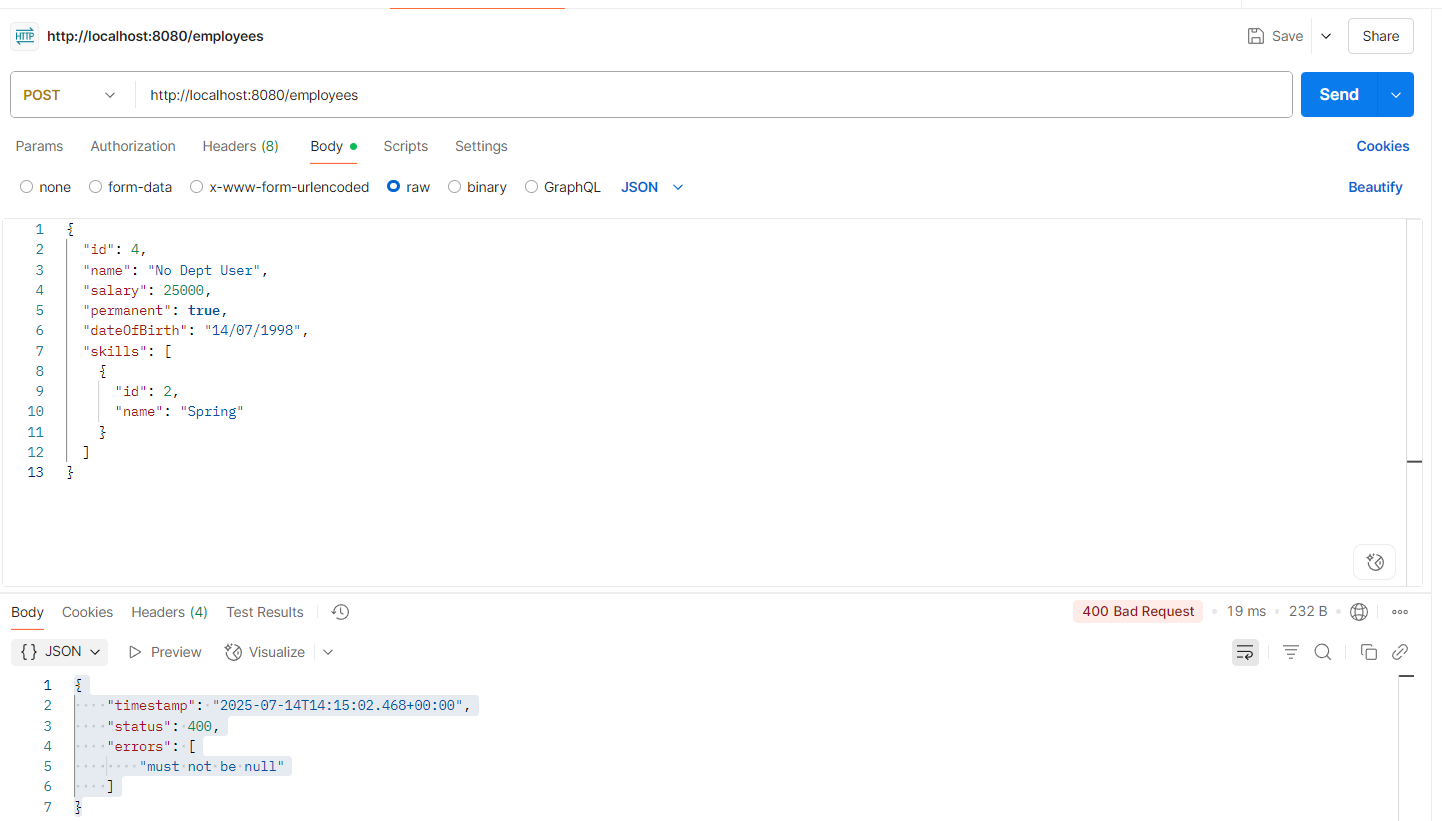 HTTP http://localhost:8080/employees Save Share
POST http://localhost:8080/employees Send
Params Authorization Headers (8) Body Scripts Settings Cookies
none form-data x-www-form-urlencoded raw binary GraphQL JSON Beautify
1 {
2 "id": 4,
3 "name": "No Dept User",
4 "salary": 25000,
5 "permanent": true,
6 "dateOfBirth": "14/07/1998",
7 "skills": [
8 {
9 "id": 2,
10 "name": "Spring"
11 }
12 ]
13 }
Body Cookies Headers (4) Test Results 400 Bad Request 19 ms 232 B
{} JSON Preview Visualize
1 {
2 "timestamp": "2025-07-14T14:15:02.468+00:00",
3 "status": 400,
4 "errors": [
5 "must not be null"
6 ]
7 }